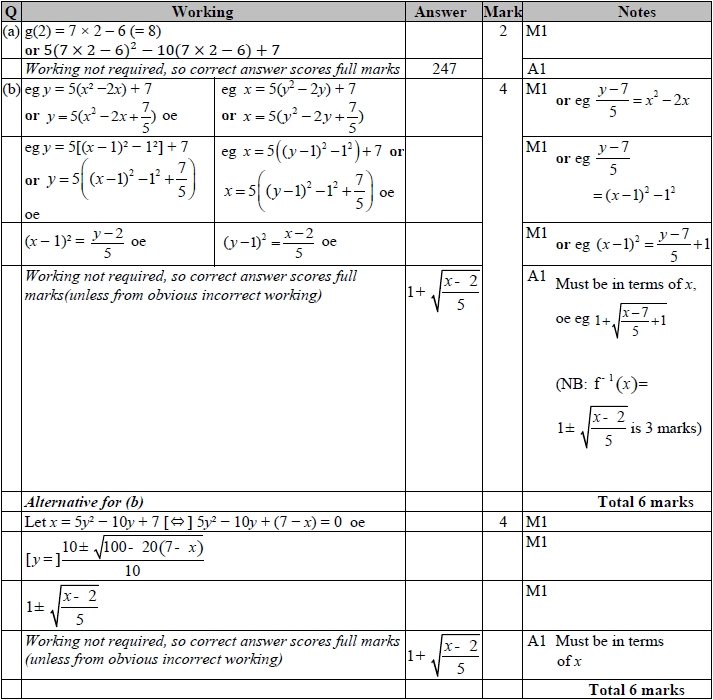 Q Working Answer Mark Notes
(a) g(2) = 7 × 2 – 6 (= 8) 2 M1
or 5(7 × 2 – 6)² – 10(7 × 2 – 6) + 7
Working not required, so correct answer scores full marks 247 A1
(b) eg y = 5(x² – 2x) + 7 eg x = 5(y² – 2y) + 7 4 M1
or y = 5(x² – 2x + 7/5) oe or x = 5(y² – 2y + 7/5) or eg (y – 7)/5 = x² – 2x
eg y = 5[(x – 1)² – 1²] + 7 eg x = 5((y – 1)² – 1²) + 7 or M1
or y = 5((x – 1)² – 1² + 7/5) x = 5((y – 1)² – 1² + 7/5) oe or eg (y – 7)/5
oe = (x – 1)² – 1²
(x – 1)² = (y – 2)/5 oe (y – 1)² = (x – 2)/5 oe M1 or eg (x – 1)² = (y – 7)/5 + 1
Working not required, so correct answer scores full 1 + √((x - 2)/5) A1 Must be in terms of x,
marks(unless from obvious incorrect working) oe eg 1 + √((x – 7)/5 + 1)
(NB: f⁻¹(x)=
1± √((x - 2)/5) is 3 marks)
Alternative for (b) Total 6 marks
Let x = 5y² – 10y + 7 [⇔] 5y² – 10y + (7 – x) = 0 oe 4 M1
[y =] (10± √(100- 20(7- x)))/10 M1
1± √((x - 2)/5) M1
Working not required, so correct answer scores full marks 1 + √((x - 2)/5) A1 Must be in terms
(unless from obvious incorrect working) of x
Total 6 marks